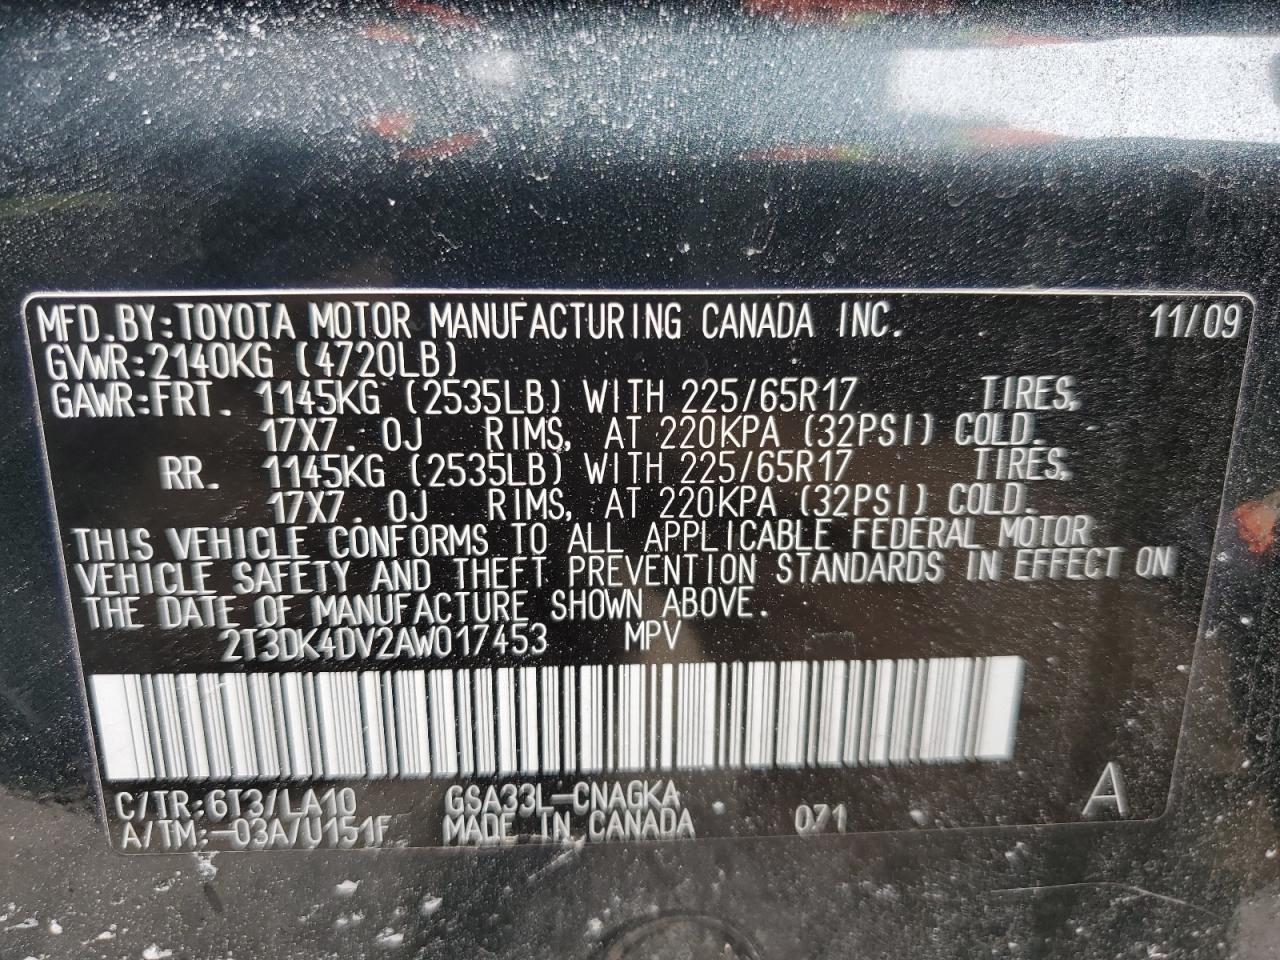 MFD.BY:TOYOTA MOTOR MANUFACTURING CANADA INC. 11/09
GVWR:2140KG (4720LB)
GAWR:FRT. 1145KG (2535LB) WITH 225/65R17 TIRES,
17X7. 0J RIMS, AT 220KPA (32PSI) COLD.
RR. 1145KG (2535LB) WITH 225/65R17 TIRES,
17X7. 0J RIMS, AT 220KPA (32PSI) COLD.
THIS VEHICLE CONFORMS TO ALL APPLICABLE FEDERAL MOTOR
VEHICLE SAFETY AND THEFT PREVENTION STANDARDS IN EFFECT ON
THE DATE OF MANUFACTURE SHOWN ABOVE.
2T3DK4DV2AW017453 MPV
C/TR:6T3/LA10 GSA33L-CNAGKA
A/TM:-03A/U151F MADE IN CANADA 071 A